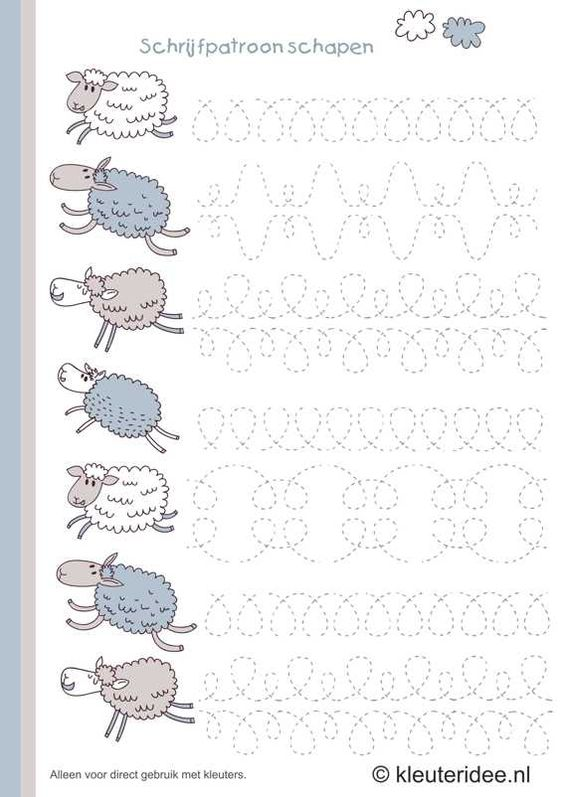 Schrijfpatroon schapen
Alleen voor direct gebruik met kleuters.
© kleuteridee.nl